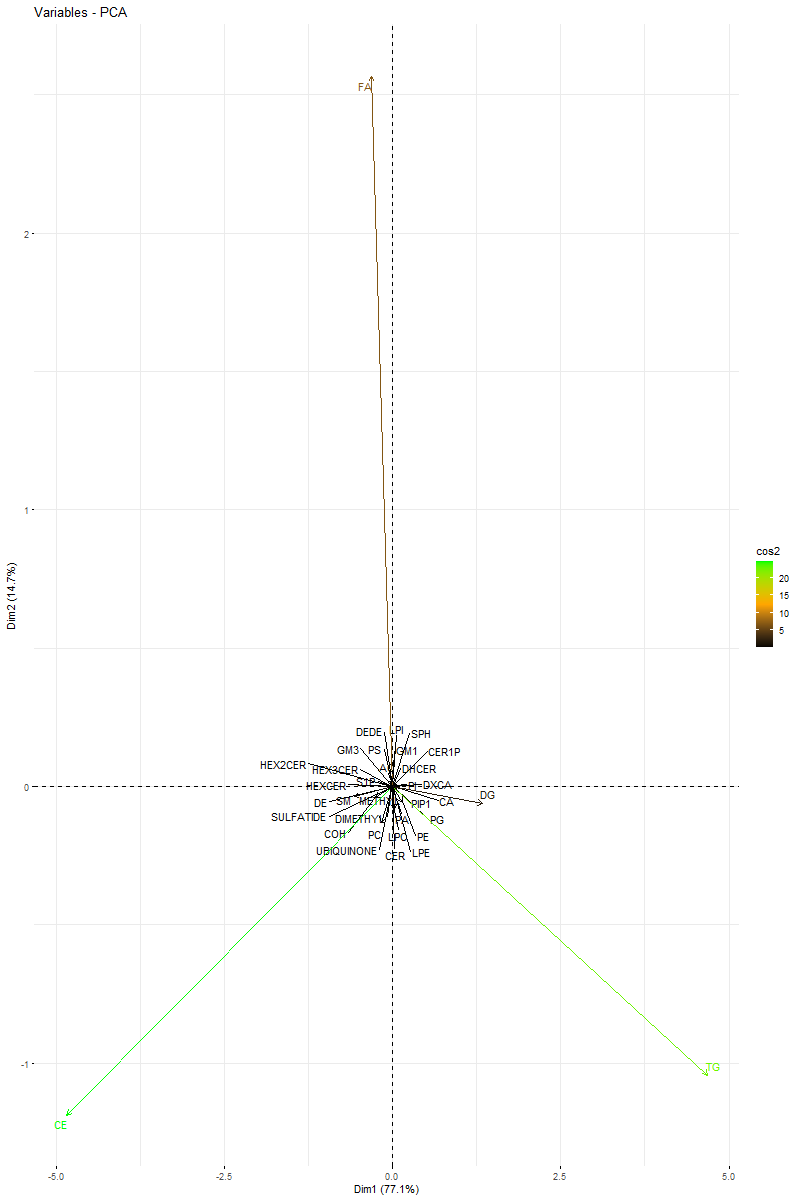 Variables - PCA
FA
2
1
cos2
20
15
10
5
Dim2 (14.7%)
DEDE
PI
SPH
GM3
PS
GM1
CER1P
HEX2CER
HEX3CER
DHCER
S1P
0
HEXCER
DXCA
DG
DE
SM
PIP1
CA
SULFATIDE
DIMETHYL
PA
PG
COH
PC
LPC
PE
UBIQUINONE
CER
LPE
-1
TG
CE
-5.0
-2.5
0.0
2.5
5.0
Dim1 (77.1%)